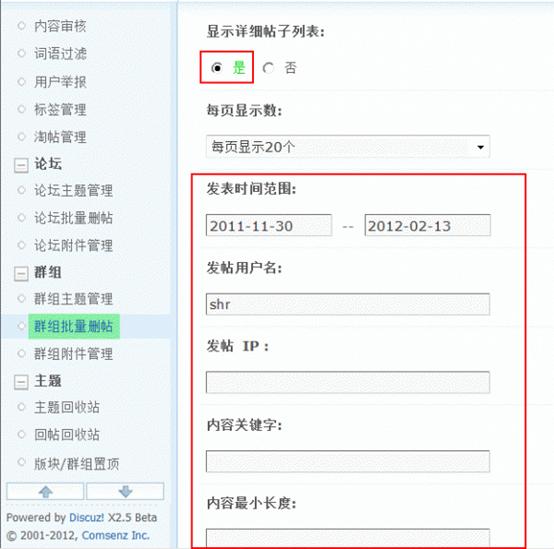 内容审核
词语过滤
用户举报
标签管理
淘帖管理
论坛
论坛主题管理
论坛批量删帖
论坛附件管理
群组
群组主题管理
群组批量删帖
群组附件管理
主题
主题回收站
回帖回收站
版块/群组置顶
Powered by Discuz! X2.5 Beta
© 2001-2012, Comsenz Inc.
显示详细帖子列表:
是 否
每页显示数:
每页显示20个
发表时间范围:
2011-11-30 -- 2012-02-13
发帖用户名:
shr
发帖 IP :
内容关键字:
内容最小长度: